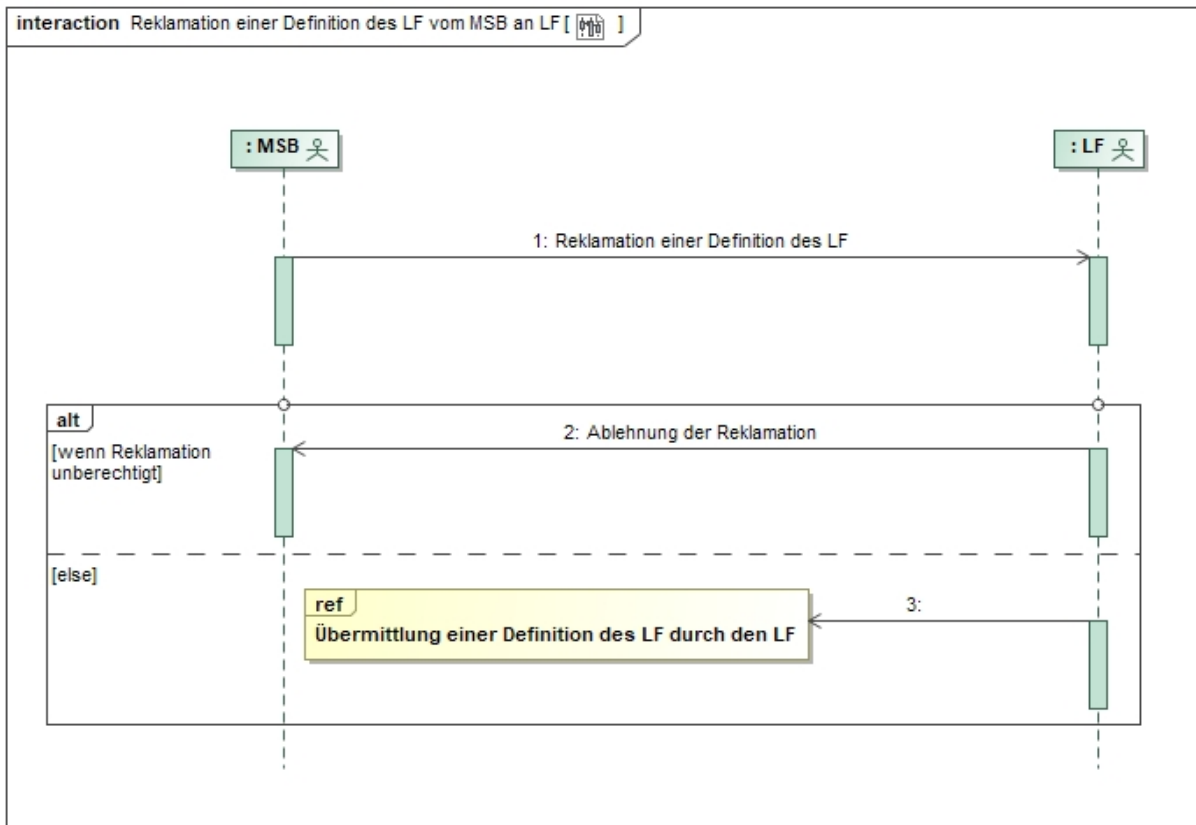 interaction Reklamation einer Definition des LF vom MSB an LF [ ]
: MSB
: LF
1: Reklamation einer Definition des LF
alt
2: Ablehnung der Reklamation
[wenn Reklamation
unberechtigt]
[else]
ref
3:
Übermittlung einer Definition des LF durch den LF